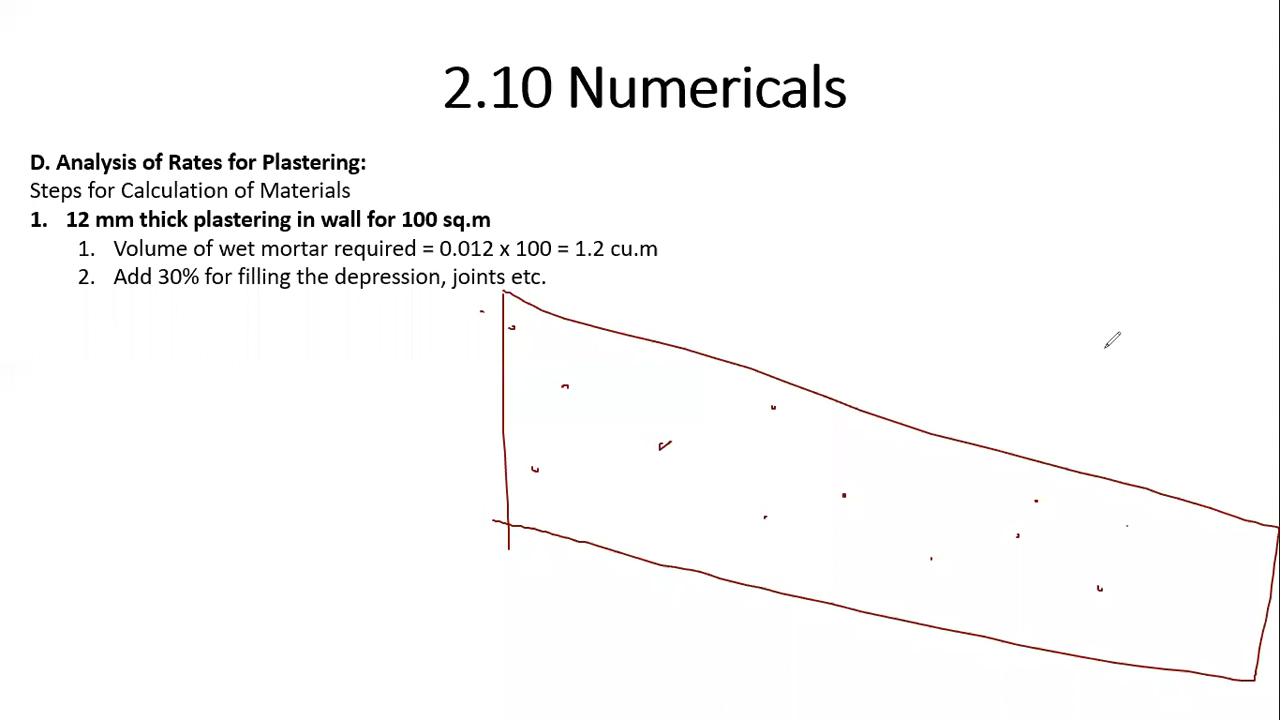 2.10 Numericals
D. Analysis of Rates for Plastering:
Steps for Calculation of Materials
1. 12 mm thick plastering in wall for 100 sq.m
1. Volume of wet mortar required = 0.012 x 100 = 1.2 cu.m
2. Add 30% for filling the depression, joints etc.